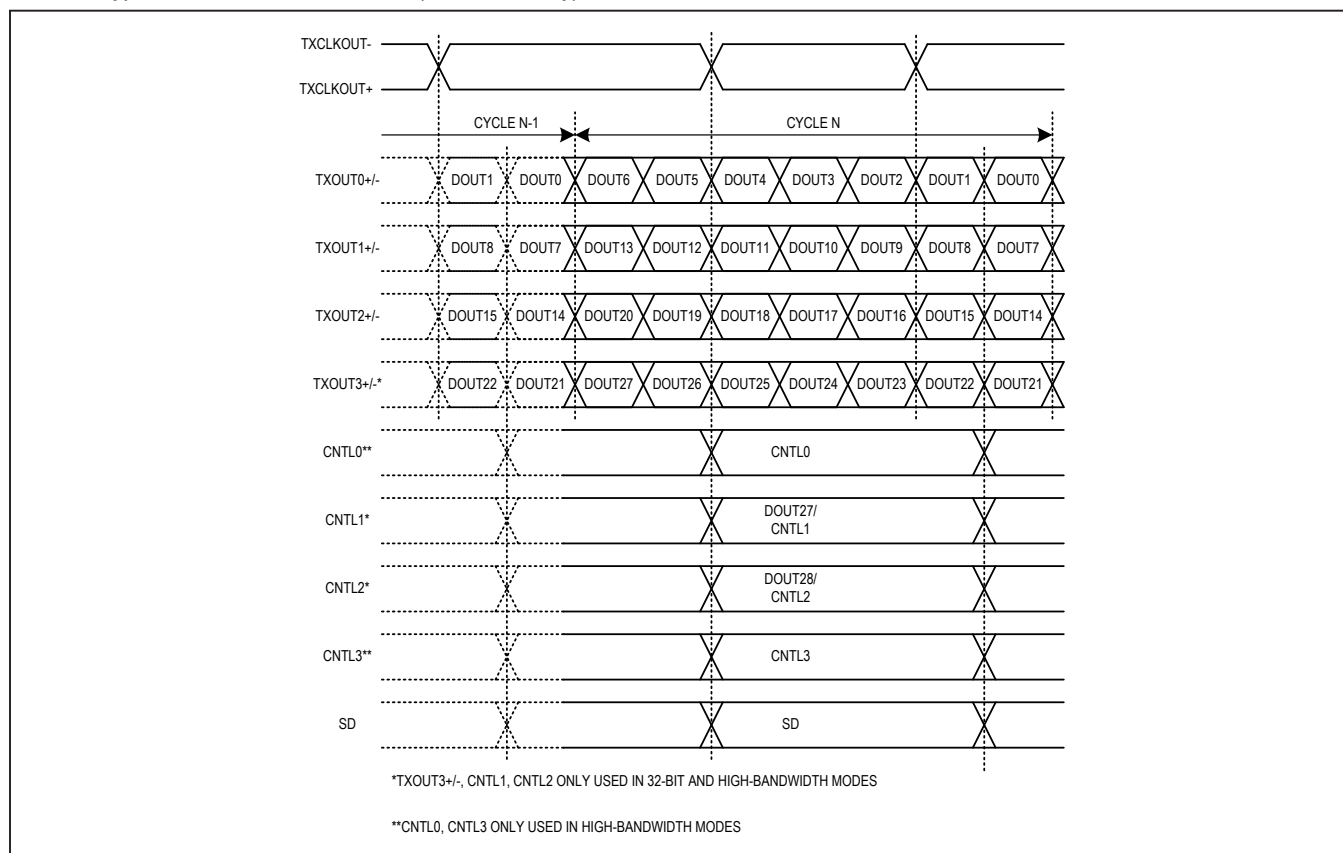 TXCLKOUT-
TXCLKOUT+
CYCLE N-1 CYCLE N
TXOUT0+/- DOUT1 DOUT0 DOUT6 DOUT5 DOUT4 DOUT3 DOUT2 DOUT1 DOUT0
TXOUT1+/- DOUT8 DOUT7 DOUT13 DOUT12 DOUT11 DOUT10 DOUT9 DOUT8 DOUT7
TXOUT2+/- DOUT15 DOUT14 DOUT20 DOUT19 DOUT18 DOUT17 DOUT16 DOUT15 DOUT14
TXOUT3+/-* DOUT22 DOUT21 DOUT27 DOUT26 DOUT25 DOUT24 DOUT23 DOUT22 DOUT21
CNTL0** CNTL0
CNTL1* DOUT27/
CNTL1
CNTL2* DOUT28/
CNTL2
CNTL3** CNTL3
SD SD
*TXOUT3+/-, CNTL1, CNTL2 ONLY USED IN 32-BIT AND HIGH-BANDWIDTH MODES
**CNTL0, CNTL3 ONLY USED IN HIGH-BANDWIDTH MODES